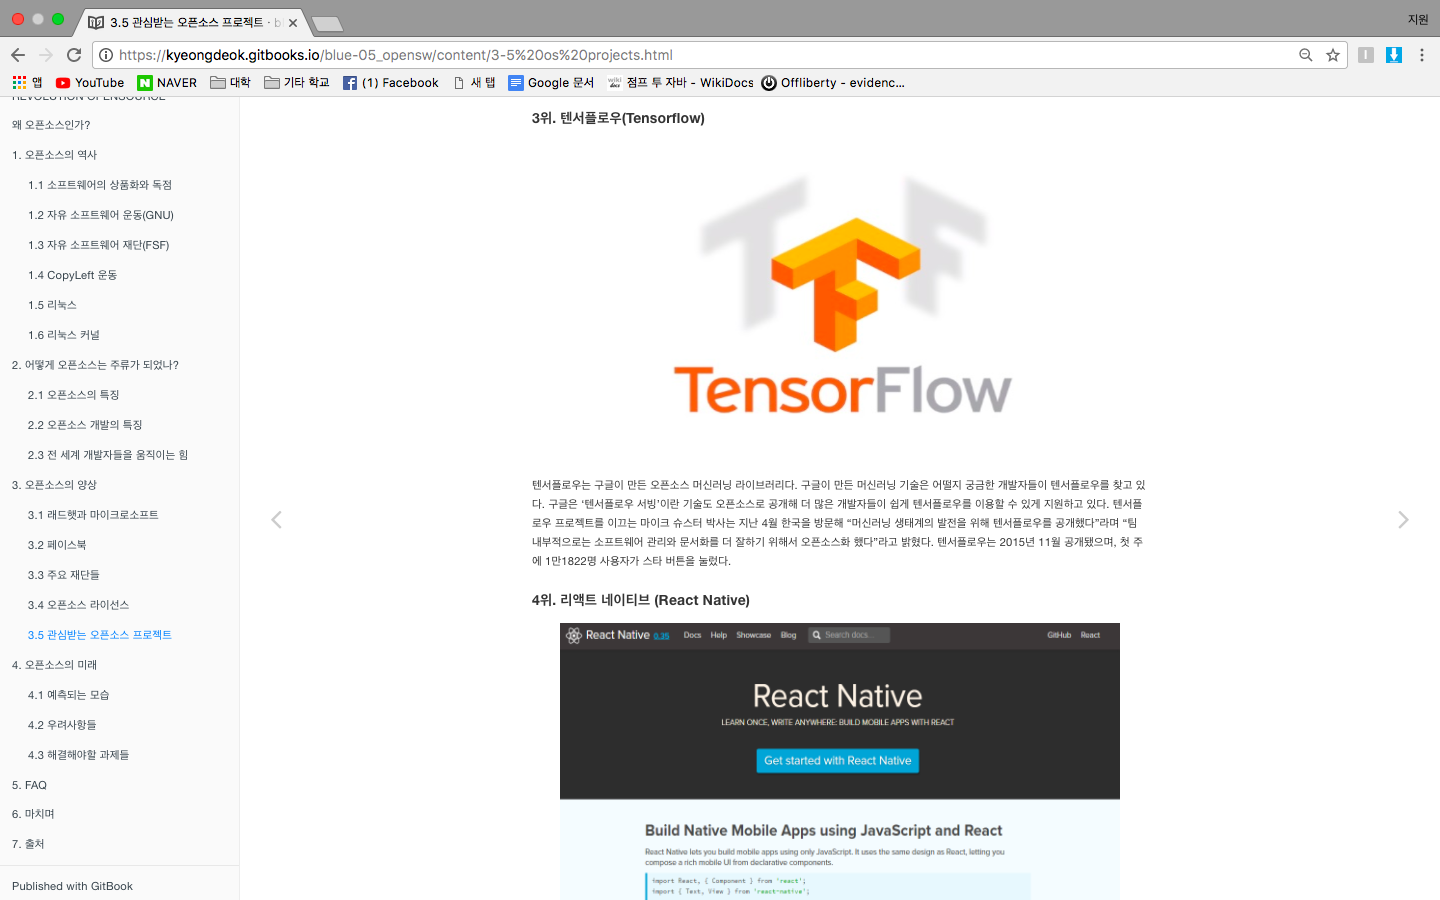 3.5 관심받는 오픈소스 프로젝트 · bl
지원
https://kyeongdeok.gitbooks.io/blue-05_opensw/content/3-5%20os%20projects.html
앱 YouTube NAVER 대학 기타 학교 (1) Facebook 새 탭 Google 문서 점프 투 자바 - WikiDocs Offliberty - evidenc...
REVOLUTION OPENSOURCE
왜 오픈소스인가?
1. 오픈소스의 역사
1.1 소프트웨어의 상품화와 독점
1.2 자유 소프트웨어 운동(GNU)
1.3 자유 소프트웨어 재단(FSF)
1.4 CopyLeft 운동
1.5 리눅스
1.6 리눅스 커널
2. 어떻게 오픈소스는 주류가 되었나?
2.1 오픈소스의 특징
2.2 오픈소스 개발의 특징
2.3 전 세계 개발자들을 움직이는 힘
3. 오픈소스의 양상
3.1 래드햇과 마이크로소프트
3.2 페이스북
3.3 주요 재단들
3.4 오픈소스 라이선스
3.5 관심받는 오픈소스 프로젝트
4. 오픈소스의 미래
4.1 예측되는 모습
4.2 우려사항들
4.3 해결해야할 과제들
5. FAQ
6. 마치며
7. 출처
Published with GitBook
3위. 텐서플로우(Tensorflow)
TensorFlow
텐서플로우는 구글이 만든 오픈소스 머신러닝 라이브러리다. 구글이 만든 머신러닝 기술은 어떨지 궁금한 개발자들이 텐서플로우를 찾고 있
다. 구글은 ‘텐서플로우 서빙’이란 기술도 오픈소스로 공개해 더 많은 개발자들이 쉽게 텐서플로우를 이용할 수 있게 지원하고 있다. 텐서플
로우 프로젝트를 이끄는 마이크 슈스터 박사는 지난 4월 한국을 방문해 “머신러닝 생태계의 발전을 위해 텐서플로우를 공개했다”라며 “팀
내부적으로는 소프트웨어 관리와 문서화를 더 잘하기 위해서 오픈소스화 했다”라고 밝혔다. 텐서플로우는 2015년 11월 공개됐으며, 첫 주
에 1만1822명 사용자가 스타 버튼을 눌렀다.
4위. 리액트 네이티브 (React Native)
React Native 0.35 Docs Help Showcase Blog Search docs... GitHub React
React Native
LEARN ONCE, WRITE ANYWHERE: BUILD MOBILE APPS WITH REACT
Get started with React Native
Build Native Mobile Apps using JavaScript and React
React Native lets you build mobile apps using only JavaScript. It uses the same design as React, letting you
compose a rich mobile UI from declarative components.
import React, { Component } from 'react';
import { Text, View } from 'react-native';